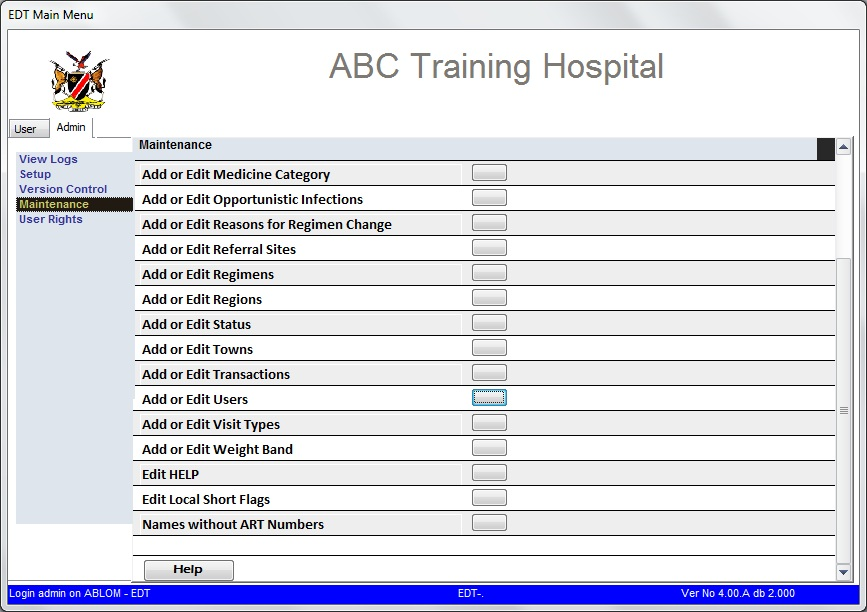 EDT Main Menu
ABC Training Hospital
User
Admin
View Logs
Setup
Version Control
Maintenance
User Rights
Maintenance
Add or Edit Medicine Category
Add or Edit Opportunistic Infections
Add or Edit Reasons for Regimen Change
Add or Edit Referral Sites
Add or Edit Regimens
Add or Edit Regions
Add or Edit Status
Add or Edit Towns
Add or Edit Transactions
Add or Edit Users
Add or Edit Visit Types
Add or Edit Weight Band
Edit HELP
Edit Local Short Flags
Names without ART Numbers
Help
Login admin on ABLOM - EDT
EDT-.
Ver No 4.00.A db 2.000